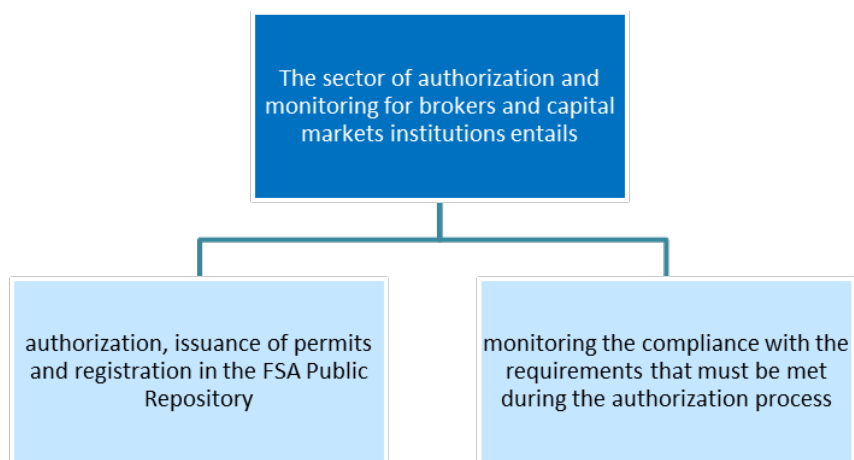 The sector of authorization and
monitoring for brokers and capital
markets institutions entails
authorization, issuance of permits
and registration in the FSA Public
Repository
monitoring the compliance with the
requirements that must be met
during the authorization process